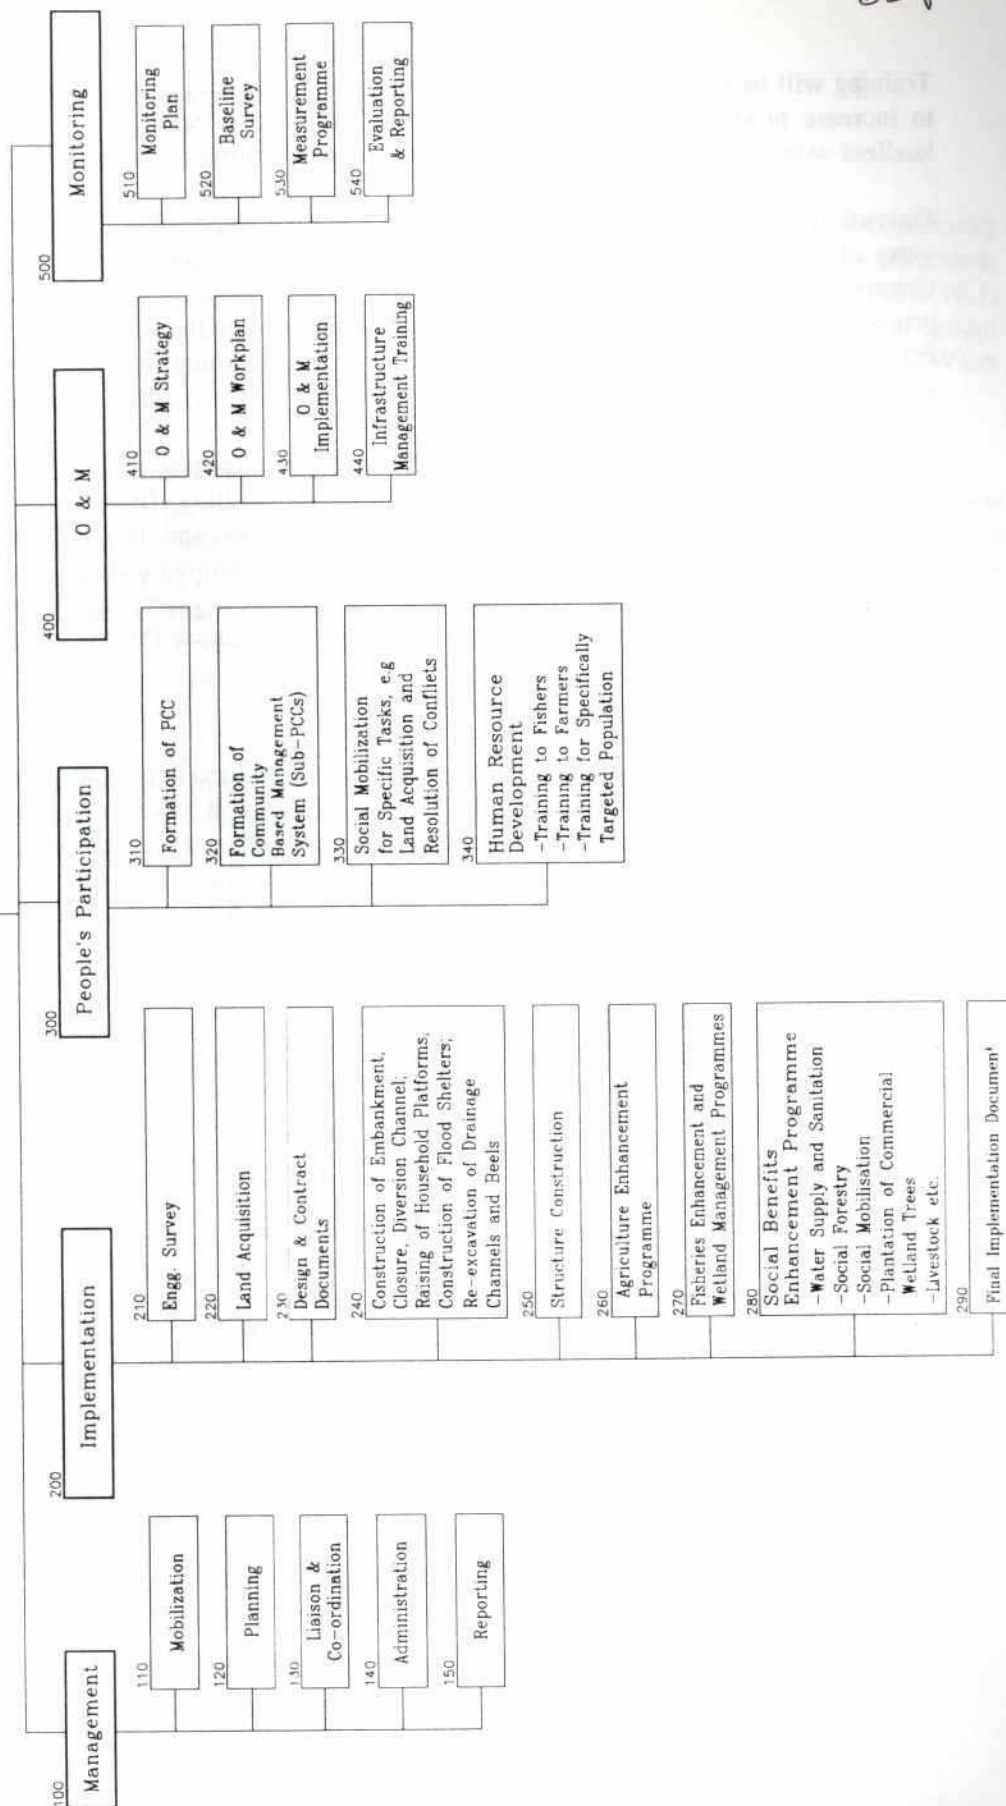 100
Management
110
Mobilization
120
Planning
130
Liaison &
Co-ordination
140
Administration
150
Reporting
200
Implementation
210
Engg. Survey
220
Land Acquisition
230
Design & Contract
Documents
240
Construction of Embankment,
Closure, Diversion Channel;
Raising of Household Platforms,
Construction of Flood Shelters;
Re-excavation of Drainage
Channels and Beels
250
Structure Construction
260
Agriculture Enhancement
Programme
270
Fisheries Enhancement and
Wetland Management Programmes
280
Social Benefits
Enhancement Programme
-Water Supply and Sanitation
-Social Forestry
-Social Mobilisation
-Plantation of Commercial
Wetland Trees
-Livestock etc.
290
Final Implementation Document
300
People's Participation
310
Formation of PCC
320
Formation of
Community
Based Management
System (Sub-PCCs)
330
Social Mobilization
for Specific Tasks, e.g
Land Acquisition and
Resolution of Conflicts
340
Human Resource
Development
-Training to Fishers
-Training to Farmers
-Training for Specifically
Targeted Population
400
O & M
410
O & M Strategy
420
O & M Workplan
430
O & M
Implementation
440
Infrastructure
Management Training
500
Monitoring
510
Monitoring
Plan
520
Baseline
Survey
530
Measurement
Programme
540
Evaluation
& Reporting